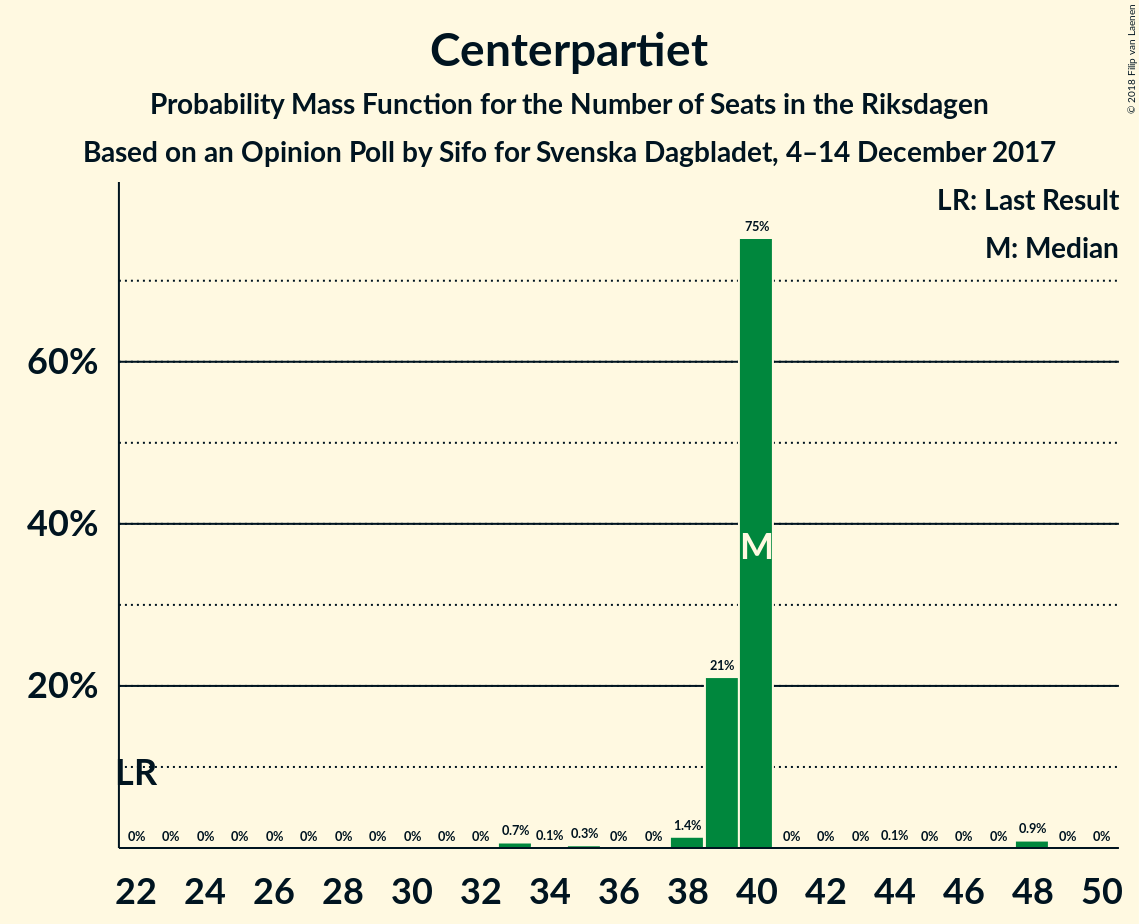 Centerpartiet
Probability Mass Function for the Number of Seats in the Riksdagen
Based on an Opinion Poll by Sifo for Svenska Dagbladet, 4–14 December 2017
© 2018 Filip van Laenen
LR: Last Result
M: Median
75%
60%
40%
M
21%
20%
LR
0% 0% 0% 0% 0% 0% 0% 0% 0% 0% 0% 0.7% 0.1% 0.3% 0% 0% 1.4% 0% 0% 0% 0.1% 0% 0% 0% 0.9% 0% 0%
22 24 26 28 30 32 34 36 38 40 42 44 46 48 50